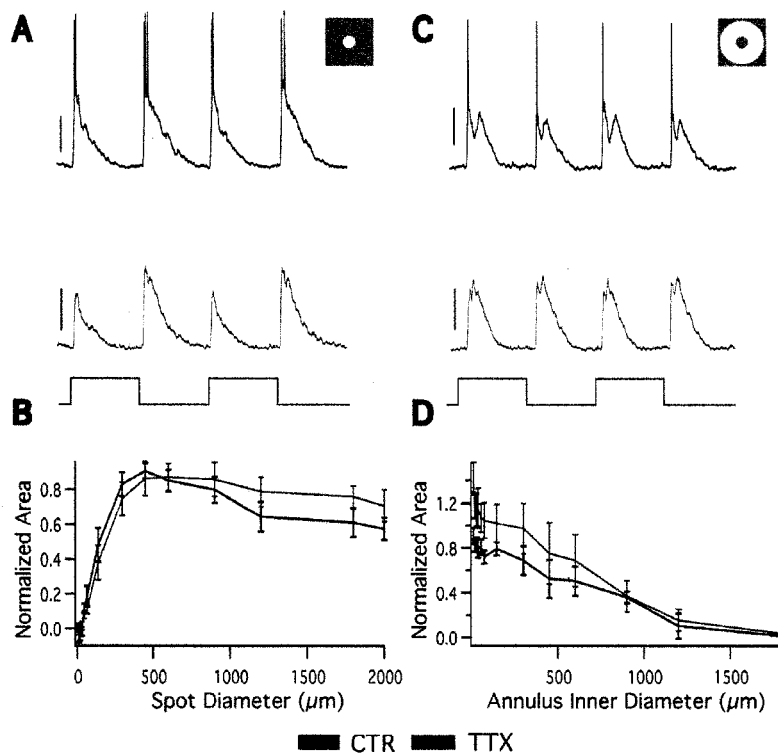 A
C
B
D
Normalized Area
0.8
0.6
0.4
0.2
0.0
0
500
1000
1500
2000
Spot Diameter (μm)
Normalized Area
1.2
0.8
0.4
0.0
500
1000
1500
Annulus Inner Diameter (μm)
CTR
TTX